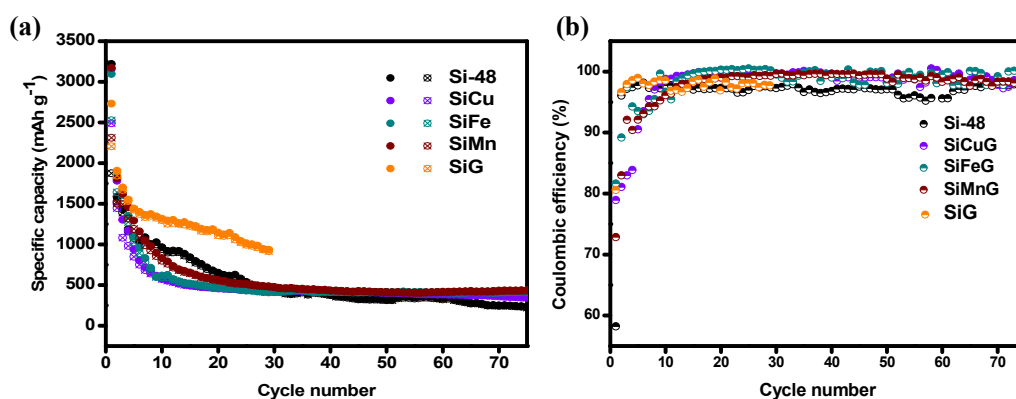 (a)
Specific capacity (mAh g⁻¹)
3500
3000
2500
2000
1500
1000
500
0
Si-48
SiCu
SiFe
SiMn
SiG
0 10 20 30 40 50 60 70
Cycle number
(b)
Coulombic efficiency (%)
100
90
80
70
60
Si-48
SiCuG
SiFeG
SiMnG
SiG
0 10 20 30 40 50 60 70
Cycle number